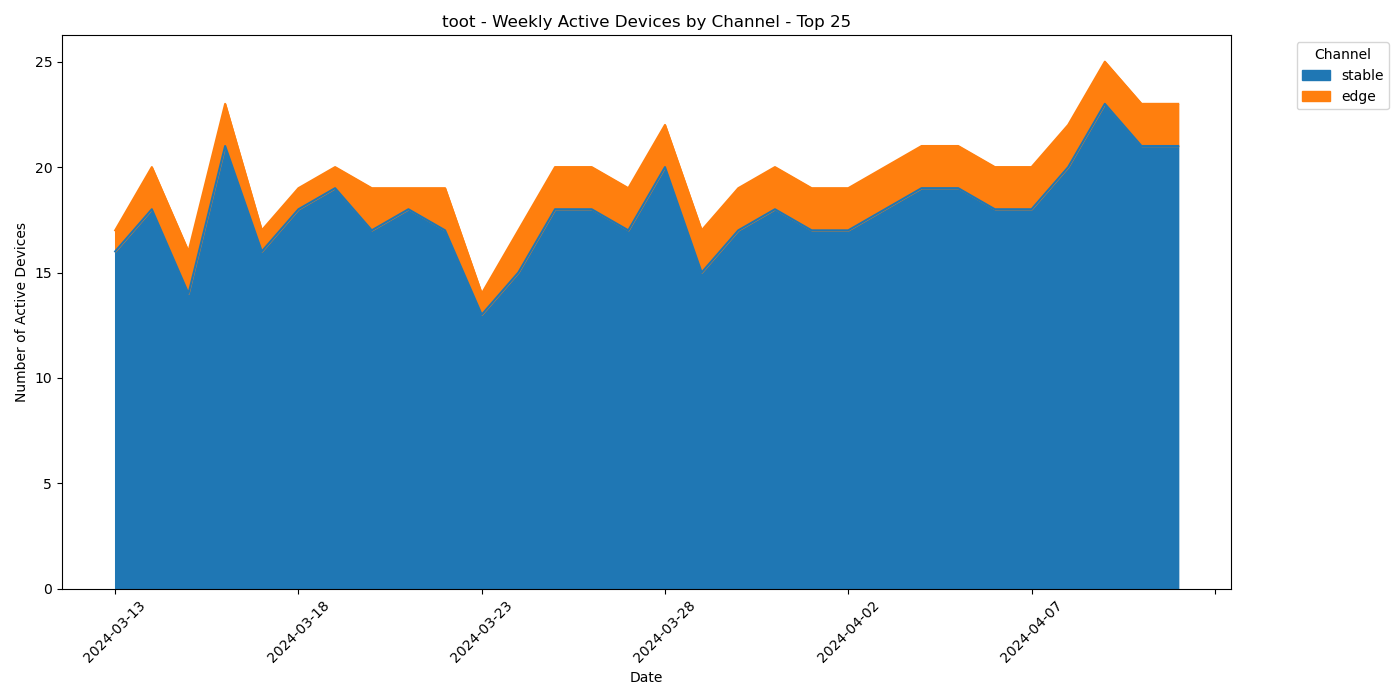 toot - Weekly Active Devices by Channel - Top 25
Channel
stable
edge
Number of Active Devices
25
20
15
10
5
0
2024-03-13
2024-03-18
2024-03-23
2024-03-28
2024-04-02
2024-04-07
Date